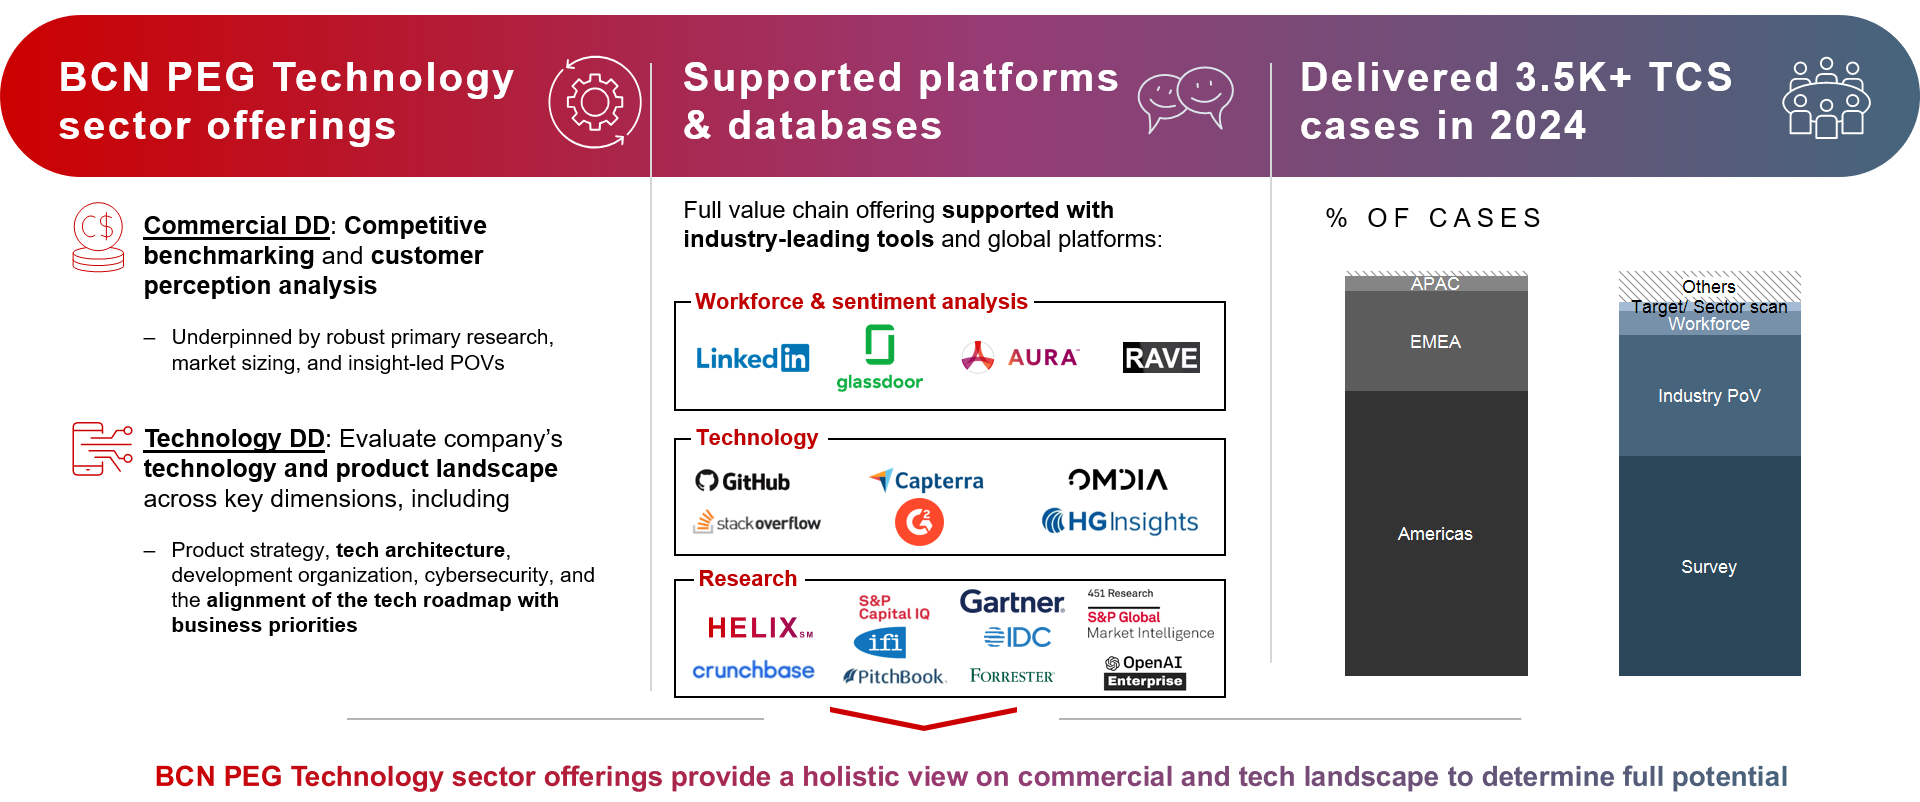 BCN PEG Technology
sector offerings
Supported platforms
& databases
Delivered 3.5K+ TCS
cases in 2024
C$
Commercial DD: Competitive
benchmarking and customer
perception analysis
– Underpinned by robust primary research,
market sizing, and insight-led POVs
Technology DD: Evaluate company’s
technology and product landscape
across key dimensions, including
– Product strategy, tech architecture,
development organization, cybersecurity, and
the alignment of the tech roadmap with
business priorities
Full value chain offering supported with
industry-leading tools and global platforms:
Workforce & sentiment analysis
Linkedin
glassdoor
AURA™
RAVE
Technology
GitHub
Capterra
OMDIA
stackoverflow
G2
HG Insights
Research
HELIX SM
S&P
Capital IQ
Gartner®
451 Research
S&P Global
Market Intelligence
ifi
IDC
crunchbase
PitchBook.
FORRESTER
OpenAI
Enterprise
% OF CASES
APAC
EMEA
Americas
Others
Target/ Sector scan
Workforce
Industry PoV
Survey
BCN PEG Technology sector offerings provide a holistic view on commercial and tech landscape to determine full potential